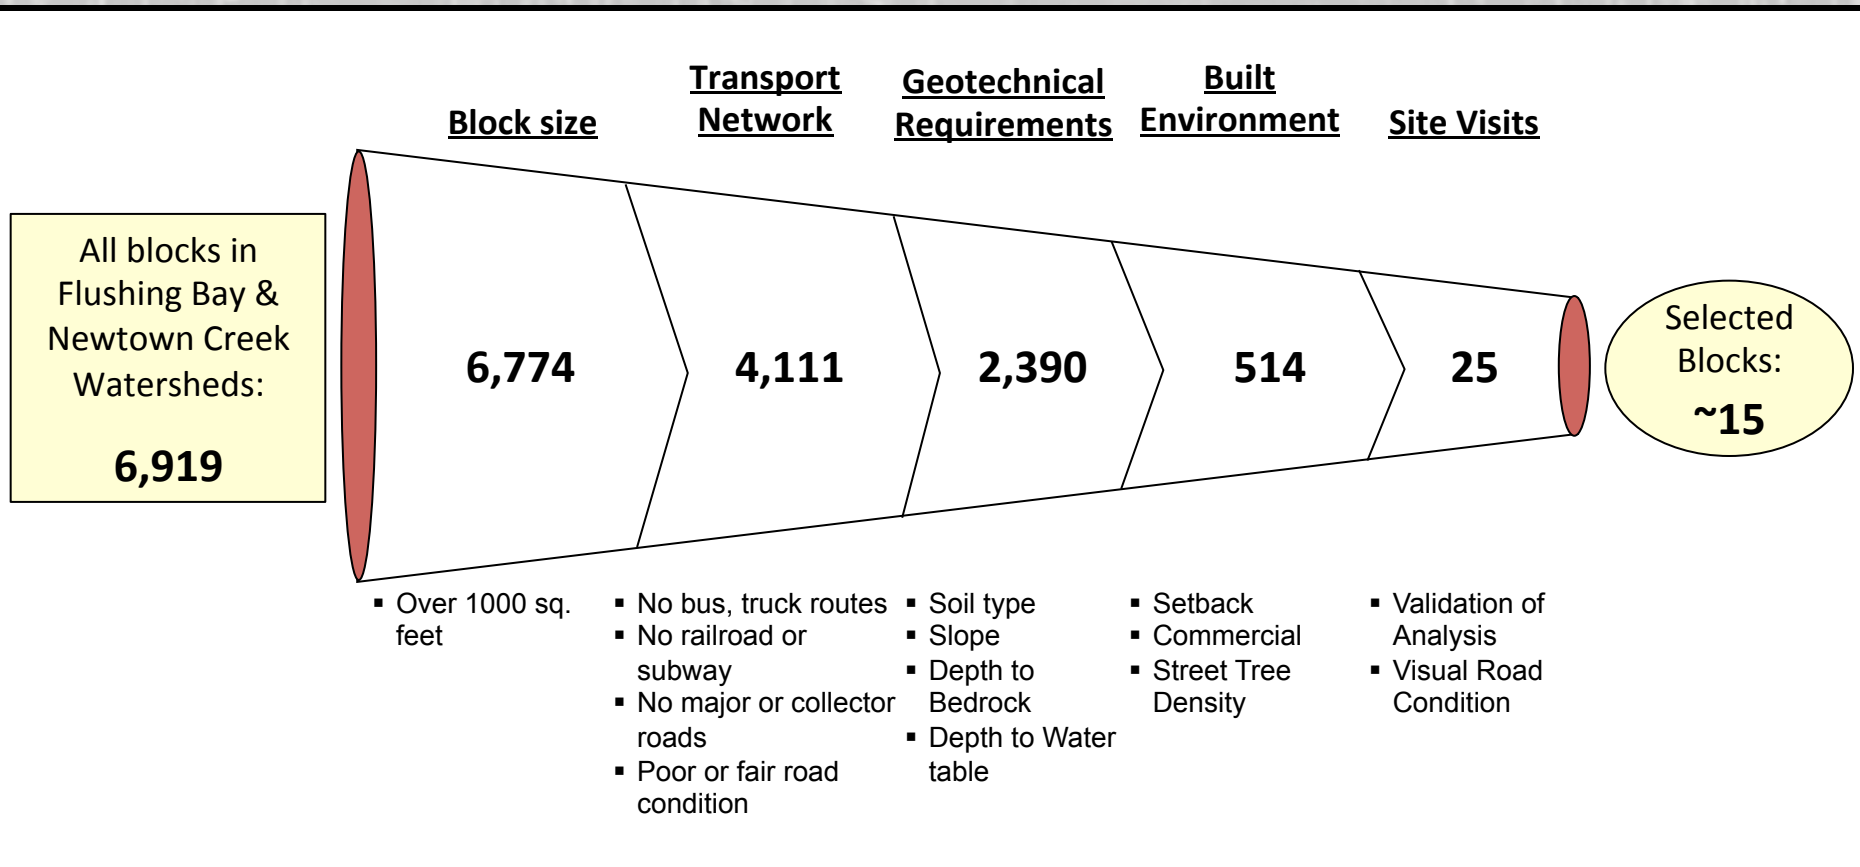 Block size
Transport
Network
Geotechnical
Requirements
Built
Environment
Site Visits
All blocks in
Flushing Bay &
Newtown Creek
Watersheds:
6,919
6,774
4,111
2,390
514
25
Selected
Blocks:
~15
▪ Over 1000 sq.
feet
▪ No bus, truck routes
▪ No railroad or
subway
▪ No major or collector
roads
▪ Poor or fair road
condition
▪ Soil type
▪ Slope
▪ Depth to
Bedrock
▪ Depth to Water
table
▪ Setback
▪ Commercial
▪ Street Tree
Density
▪ Validation of
Analysis
▪ Visual Road
Condition